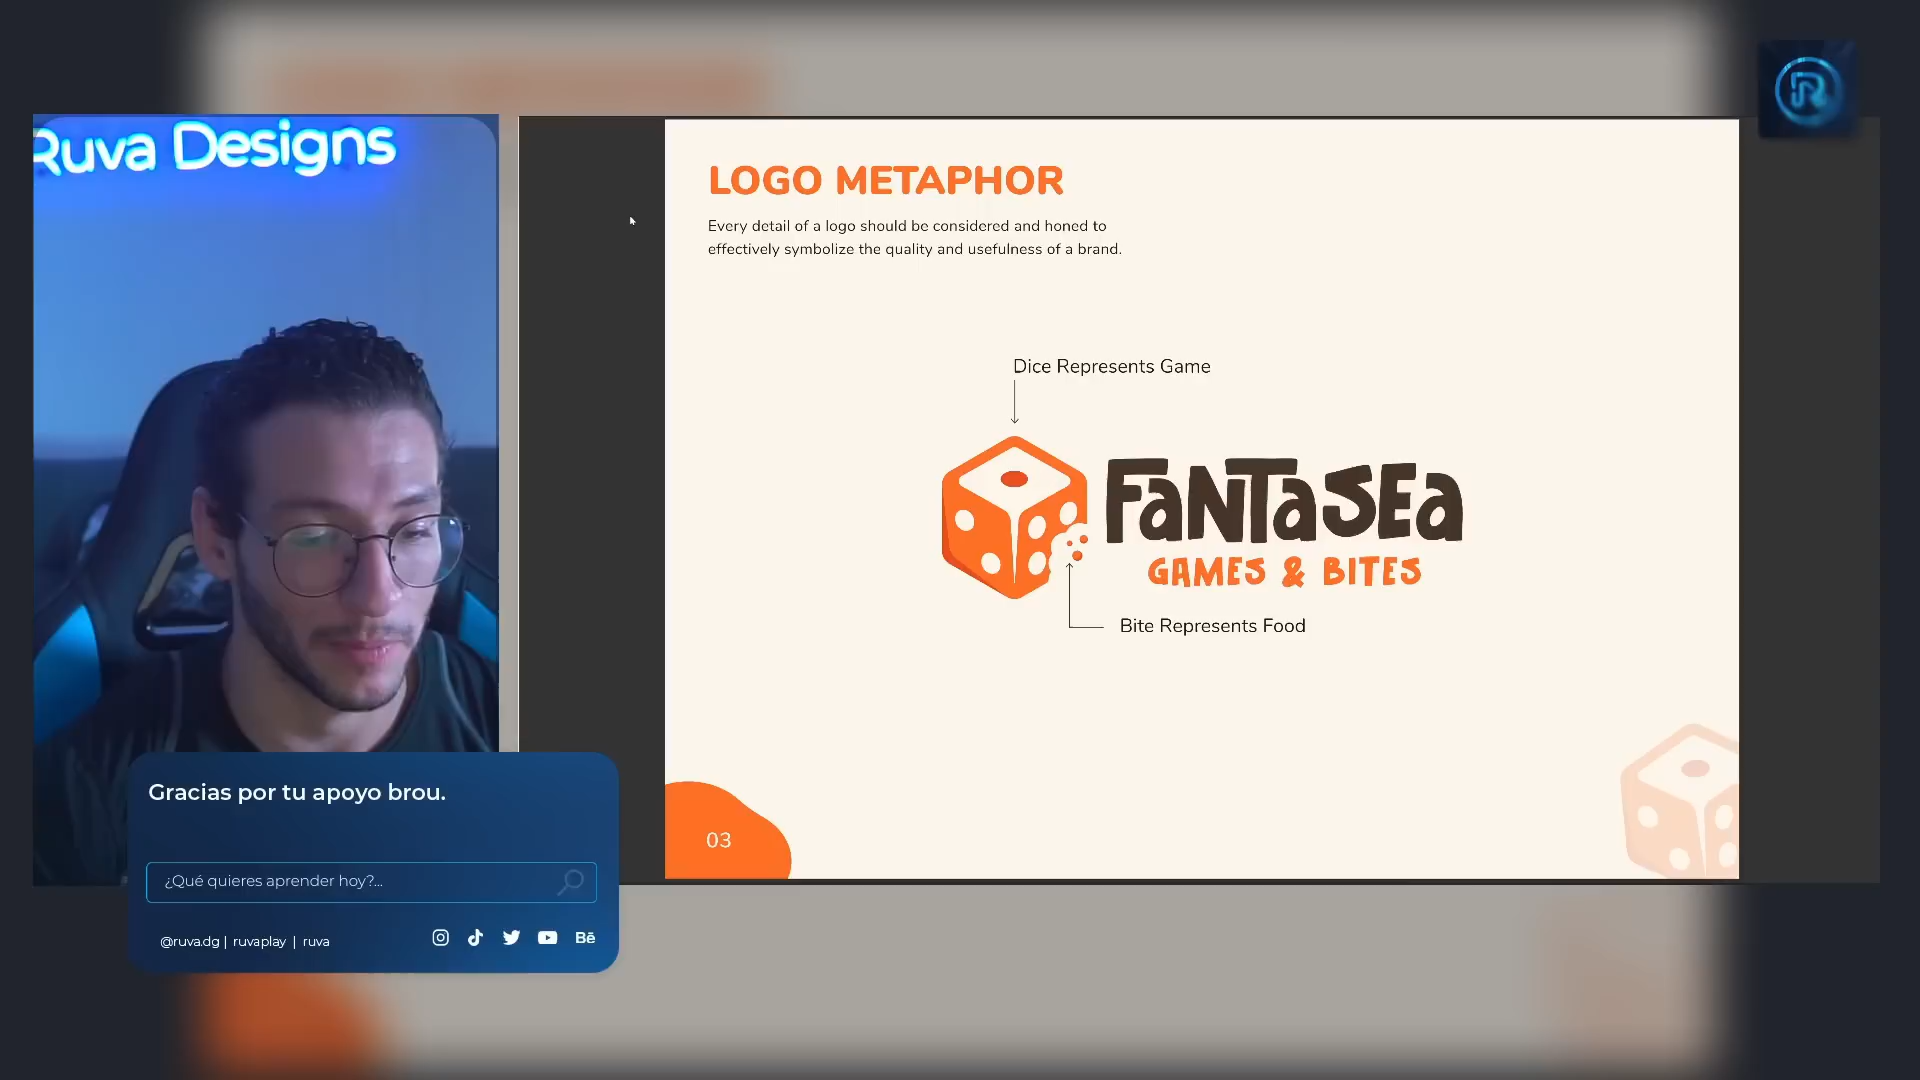 Ruva Designs
LOGO METAPHOR
Every detail of a logo should be considered and honed to
effectively symbolize the quality and usefulness of a brand.
Dice Represents Game
FaNTaSEa
GAMES & BITES
Bite Represents Food
03
Gracias por tu apoyo brou.
¿Qué quieres aprender hoy?...
@ruva.dg | ruvaplay | ruva
Bē